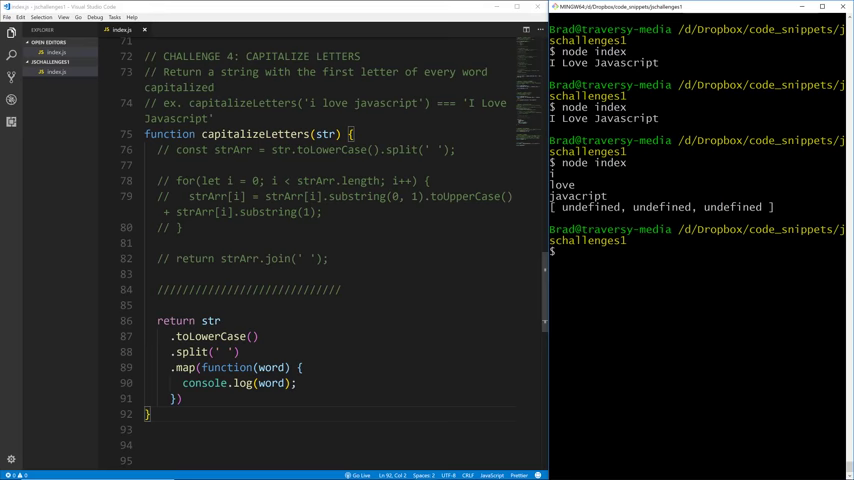 index.js - jschallenges1 - Visual Studio Code
File Edit Selection View Go Debug Tasks Help
EXPLORER
OPEN EDITORS
index.js
JSCHALLENGES1
index.js
index.js
71
72 // CHALLENGE 4: CAPITALIZE LETTERS
73 // Return a string with the first letter of every word
capitalized
74 // ex. capitalizeLetters('i love javascript') === 'I Love
Javascript'
75 function capitalizeLetters(str) {
76 // const strArr = str.toLowerCase().split(' ');
77
78 // for(let i = 0; i < strArr.length; i++) {
79 //   strArr[i] = strArr[i].substring(0, 1).toUpperCase()
+ strArr[i].substring(1);
80 // }
81
82 // return strArr.join(' ');
83
84 /////////////////////////////
85
86 return str
87 .toLowerCase()
88 .split(' ')
89 .map(function(word) {
90 console.log(word);
91 })
92 }
93
94
95
0 0 Go Live Ln 92, Col 2 Spaces: 2 UTF-8 CRLF JavaScript Prettier
MINGW64:/d/Dropbox/code_snippets/jschallenges1
Brad@traversy-media /d/Dropbox/code_snippets/j
schallenges1
$ node index
I Love Javascript
Brad@traversy-media /d/Dropbox/code_snippets/j
schallenges1
$ node index
I Love Javascript
Brad@traversy-media /d/Dropbox/code_snippets/j
schallenges1
$ node index
i
love
javacript
[ undefined, undefined, undefined ]
Brad@traversy-media /d/Dropbox/code_snippets/j
schallenges1
$